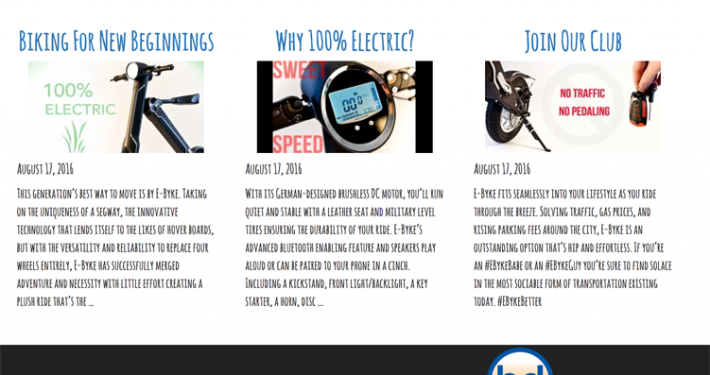 Biking For New Beginnings
100%
ELECTRIC
August 17, 2016
This generation's best way to move is by E-Byke. Taking
on the uniqueness of a segway, the innovative
technology that lends itself to the likes of hover boards,
but with the versatility and reliability to replace four
wheels entirely, E-Byke has successfully merged
adventure and necessity with little effort creating a
plush ride that's the ...
Why 100% Electric?
SWEET
000
SPEED
August 17, 2016
With its German-designed brushless DC motor, you'll run
quiet and stable with a leather seat and military level
tires ensuring the durability of your ride. E-Byke's
advanced bluetooth enabling feature and speakers play
aloud or can be paired to your phone in a cinch.
Including a kickstand, front light/backlight, a key
starter, a horn, disc ...
Join Our Club
NO TRAFFIC
NO PEDALING
August 17, 2016
E-Byke fits seamlessly into your lifestyle as you ride
through the breeze. Solving traffic, gas prices, and
rising parking fees around the city, E-Byke is an
outstanding option that's hip and effortless. If you're
an #EBykeBabe or an #EBykeGuy you're sure to find solace
in the most sociable form of transportation existing
today. #EBykeBetter